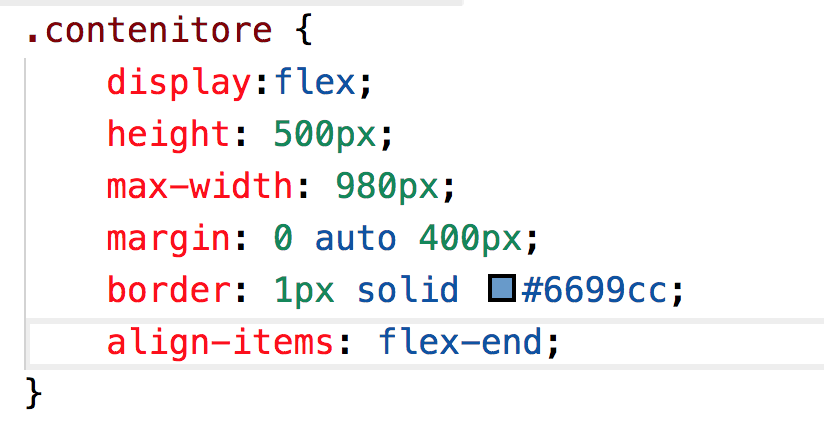 .contenitore {
    display:flex;
    height: 500px;
    max-width: 980px;
    margin: 0 auto 400px;
    border: 1px solid #6699cc;
    align-items: flex-end;
}